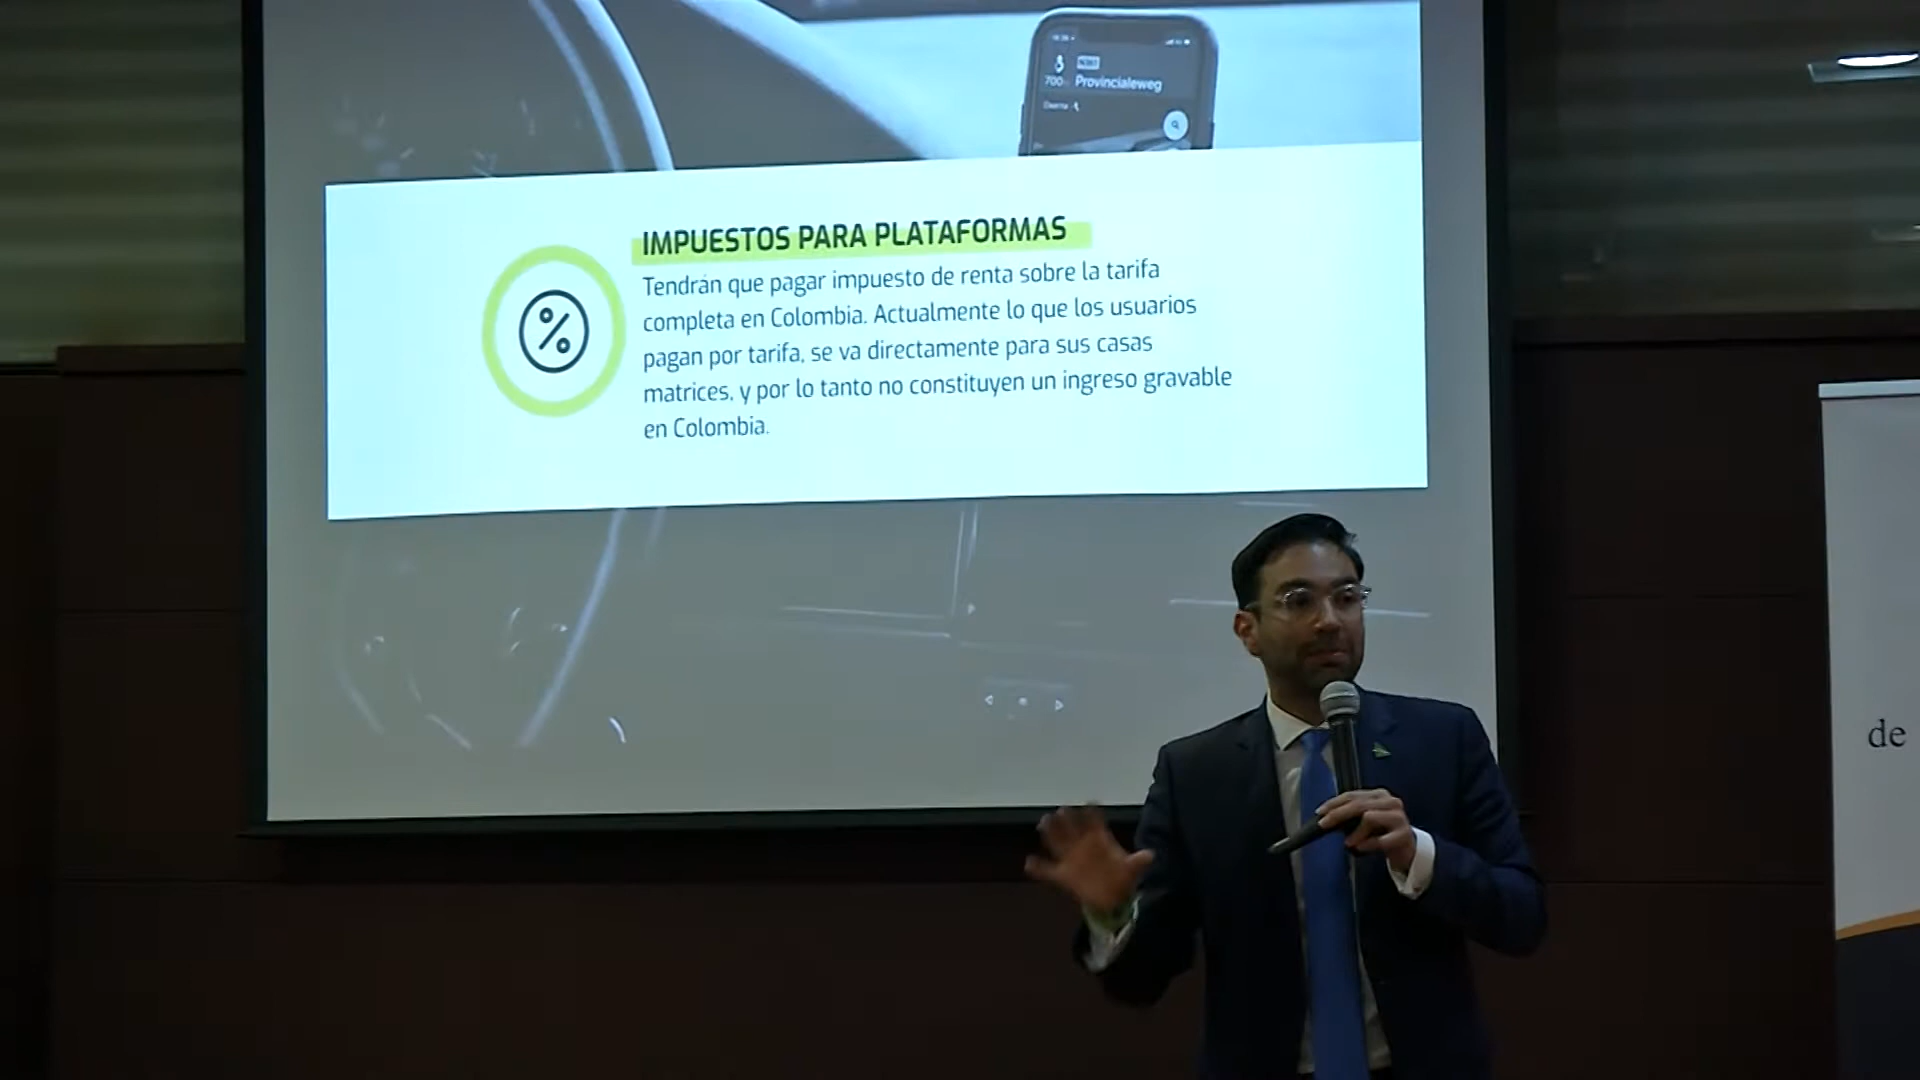 700
Provincialeweg
IMPUESTOS PARA PLATAFORMAS
Tendrán que pagar impuesto de renta sobre la tarifa
completa en Colombia. Actualmente lo que los usuarios
pagan por tarifa, se va directamente para sus casas
matrices, y por lo tanto no constituyen un ingreso gravable
en Colombia.
de